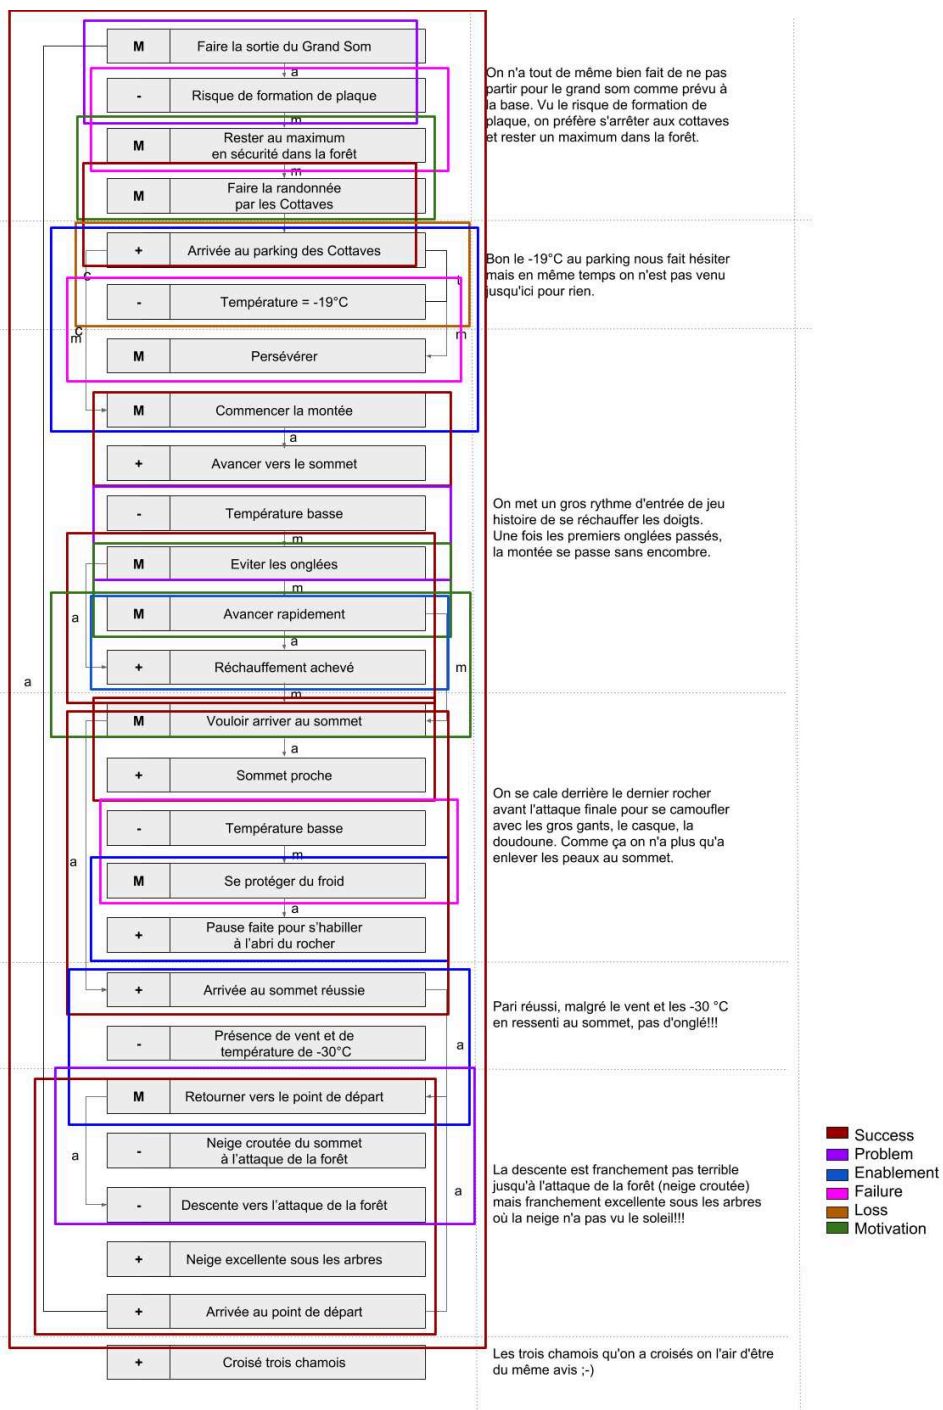 M Faire la sortie du Grand Som
a
- Risque de formation de plaque
m
M Rester au maximum
en sécurité dans la forêt
m
M Faire la randonnée
par les Cottaves
On n'a tout de même bien fait de ne pas
partir pour le grand som comme prévu à
la base. Vu le risque de formation de
plaque, on préfère s'arrêter aux cottaves
et rester un maximum dans la forêt.
+ Arrivée au parking des Cottaves
c
t
- Température = -19°C
Bon le -19°C au parking nous fait hésiter
mais en même temps on n'est pas venu
jusqu'ici pour rien.
c
m
m
M Persévérer
M Commencer la montée
a
+ Avancer vers le sommet
- Température basse
m
M Eviter les onglées
m
a
M Avancer rapidement
a
+ Réchauffement achevé
m
a
On met un gros rythme d'entrée de jeu
histoire de se réchauffer les doigts.
Une fois les premiers onglées passés,
la montée se passe sans encombre.
m
M Vouloir arriver au sommet
a
+ Sommet proche
- Température basse
m
a
M Se protéger du froid
a
+ Pause faite pour s'habiller
à l'abri du rocher
On se cale derrière le dernier rocher
avant l'attaque finale pour se camoufler
avec les gros gants, le casque, la
doudoune. Comme ça on n'a plus qu'a
enlever les peaux au sommet.
+ Arrivée au sommet réussie
- Présence de vent et de
température de -30°C
a
Pari réussi, malgré le vent et les -30 °C
en ressenti au sommet, pas d'onglé!!!
M Retourner vers le point de départ
- Neige croutée du sommet
à l'attaque de la forêt
a
- Descente vers l'attaque de la forêt
a
+ Neige excellente sous les arbres
+ Arrivée au point de départ
La descente est franchement pas terrible
jusqu'à l'attaque de la forêt (neige croutée)
mais franchement excellente sous les arbres
où la neige n'a pas vu le soleil!!!
+ Croisé trois chamois
Les trois chamois qu'on a croisés on l'air d'être
du même avis ;-)
Success
Problem
Enablement
Failure
Loss
Motivation